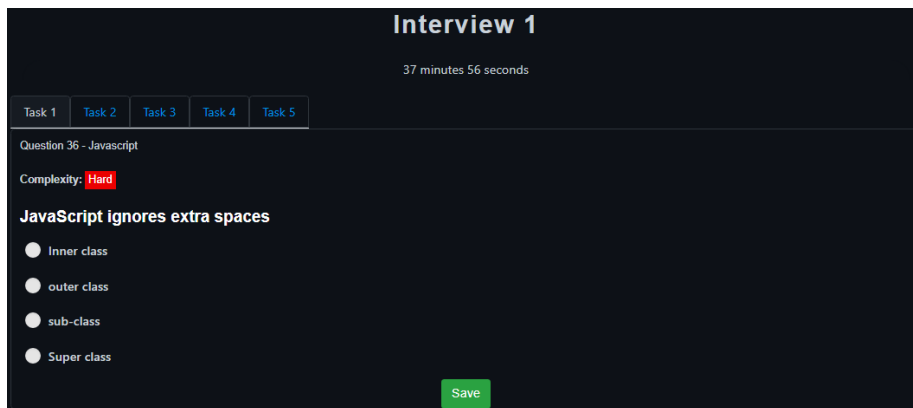 Interview 1
37 minutes 56 seconds
Task 1 Task 2 Task 3 Task 4 Task 5
Question 36 - Javascript
Complexity: Hard
JavaScript ignores extra spaces
Inner class
outer class
sub-class
Super class
Save